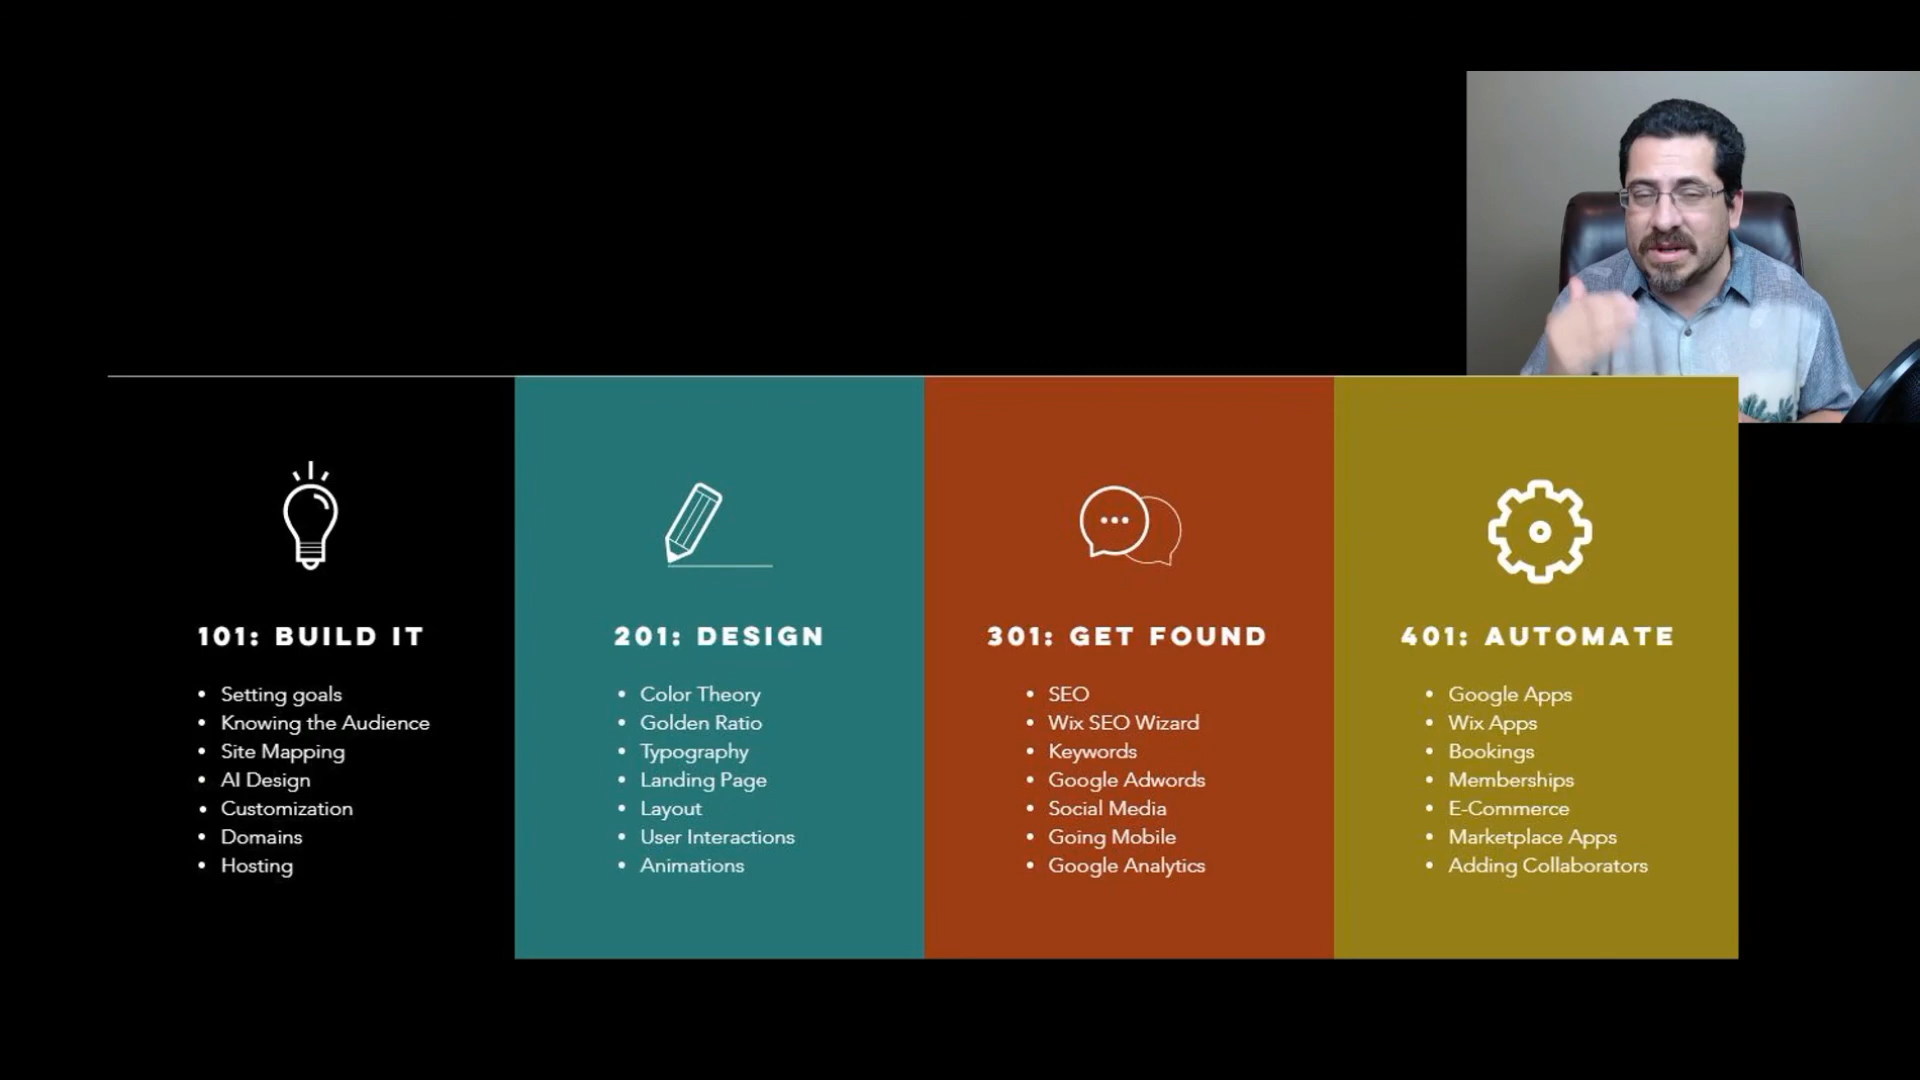 101: BUILD IT
Setting goals
Knowing the Audience
Site Mapping
AI Design
Customization
Domains
Hosting
201: DESIGN
Color Theory
Golden Ratio
Typography
Landing Page
Layout
User Interactions
Animations
301: GET FOUND
SEO
Wix SEO Wizard
Keywords
Google Adwords
Social Media
Going Mobile
Google Analytics
401: AUTOMATE
Google Apps
Wix Apps
Bookings
Memberships
E-Commerce
Marketplace Apps
Adding Collaborators